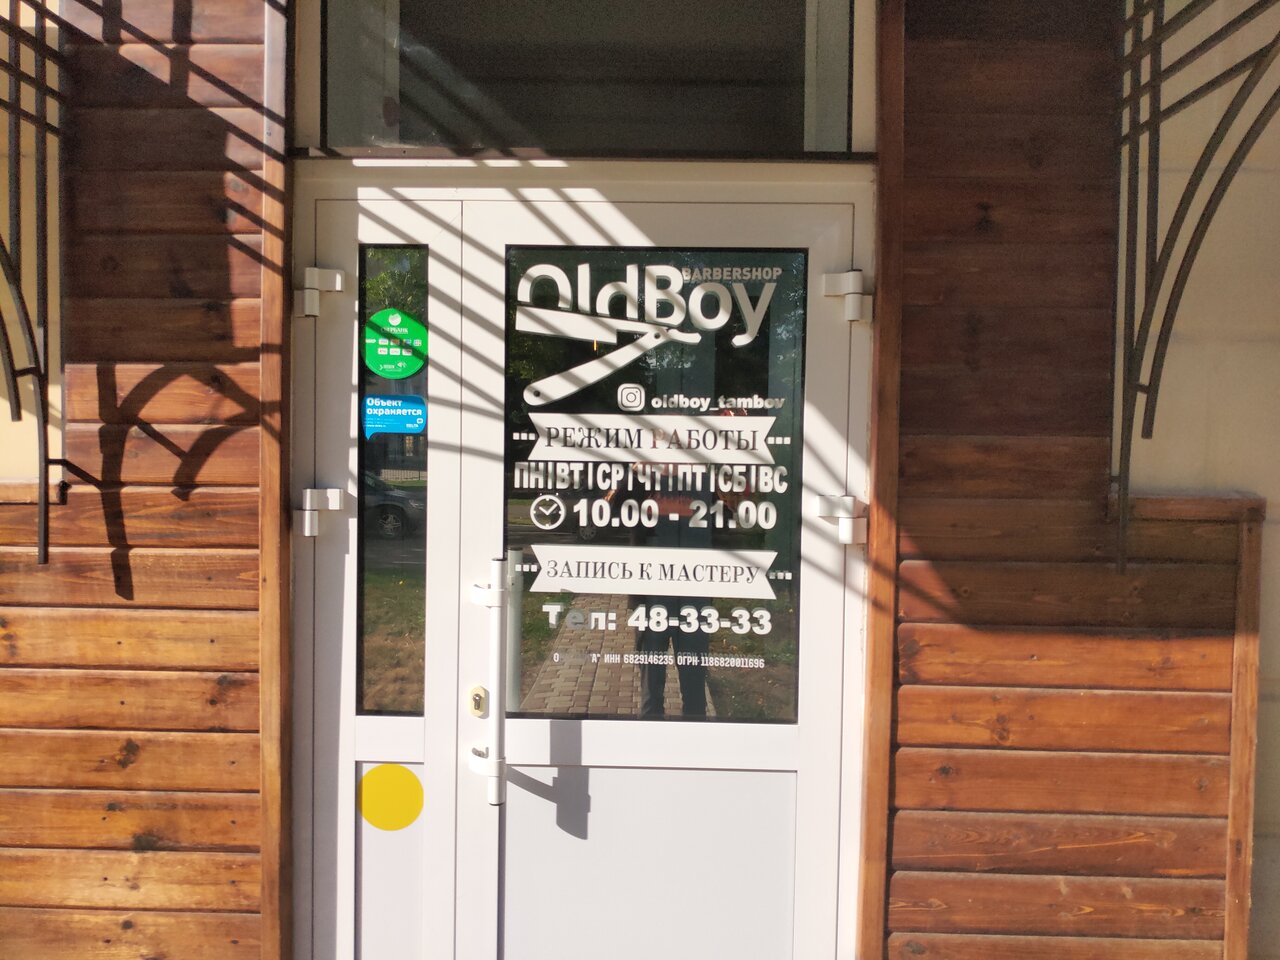 OldBoy
BARBERSHOP
oldboy_tambov
РЕЖИМ РАБОТЫ
ПН|ВТ|СР|ЧТ|ПТ|СБ|ВС
10.00 - 21.00
ЗАПИСЬ К МАСТЕРУ
Тел: 48-33-33
О "А" ИНН 6829146235 ОГРН 1186820011696
СБЕРБАНК
Объект
охраняется